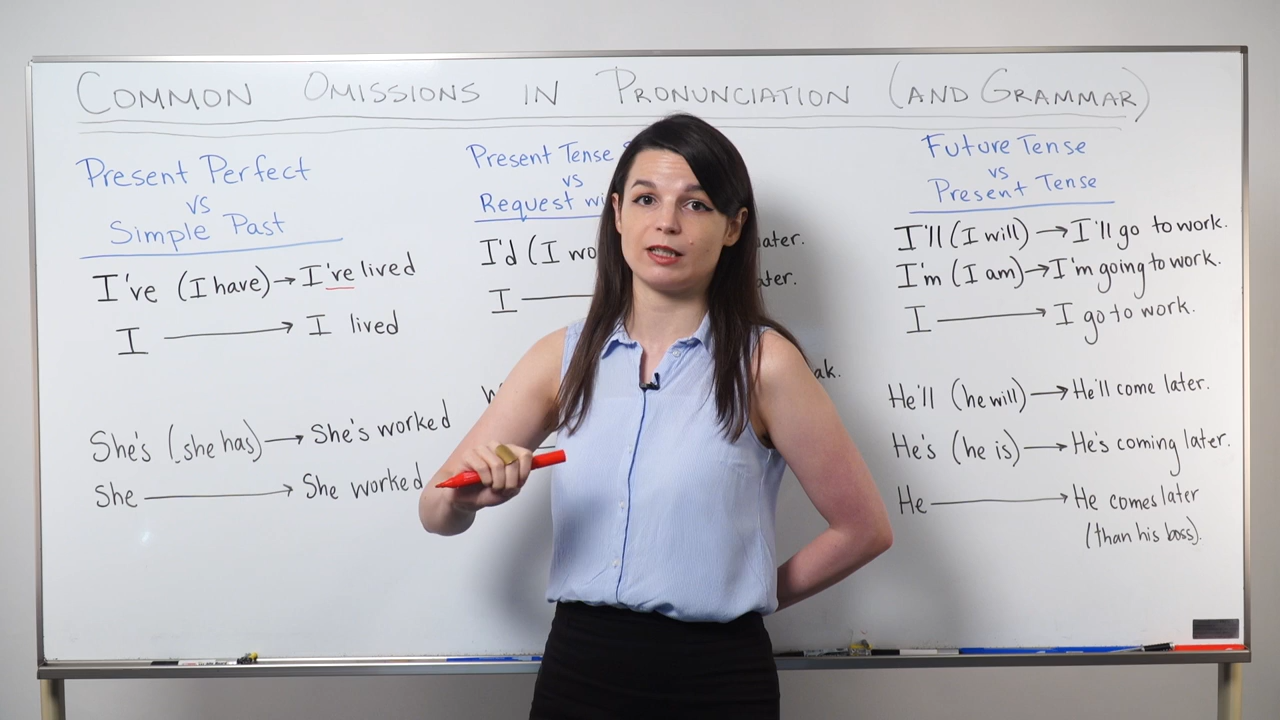 COMMON OMISSIONS IN PRONUNCIATION (AND GRAMMAR)
Present Perfect
vs
Simple Past
I've (I have) → I've lived
I → I lived
She's (she has) → She's worked
She → She worked
Present Tense
vs
Request
I'd (I
later.
I
later.
Future Tense
vs
Present Tense
I'll (I will) → I'll go to work.
I'm (I am) → I'm going to work.
I → I go to work.
He'll (he will) → He'll come later.
He's (he is) → He's coming later.
He → He comes later
(than his boss).